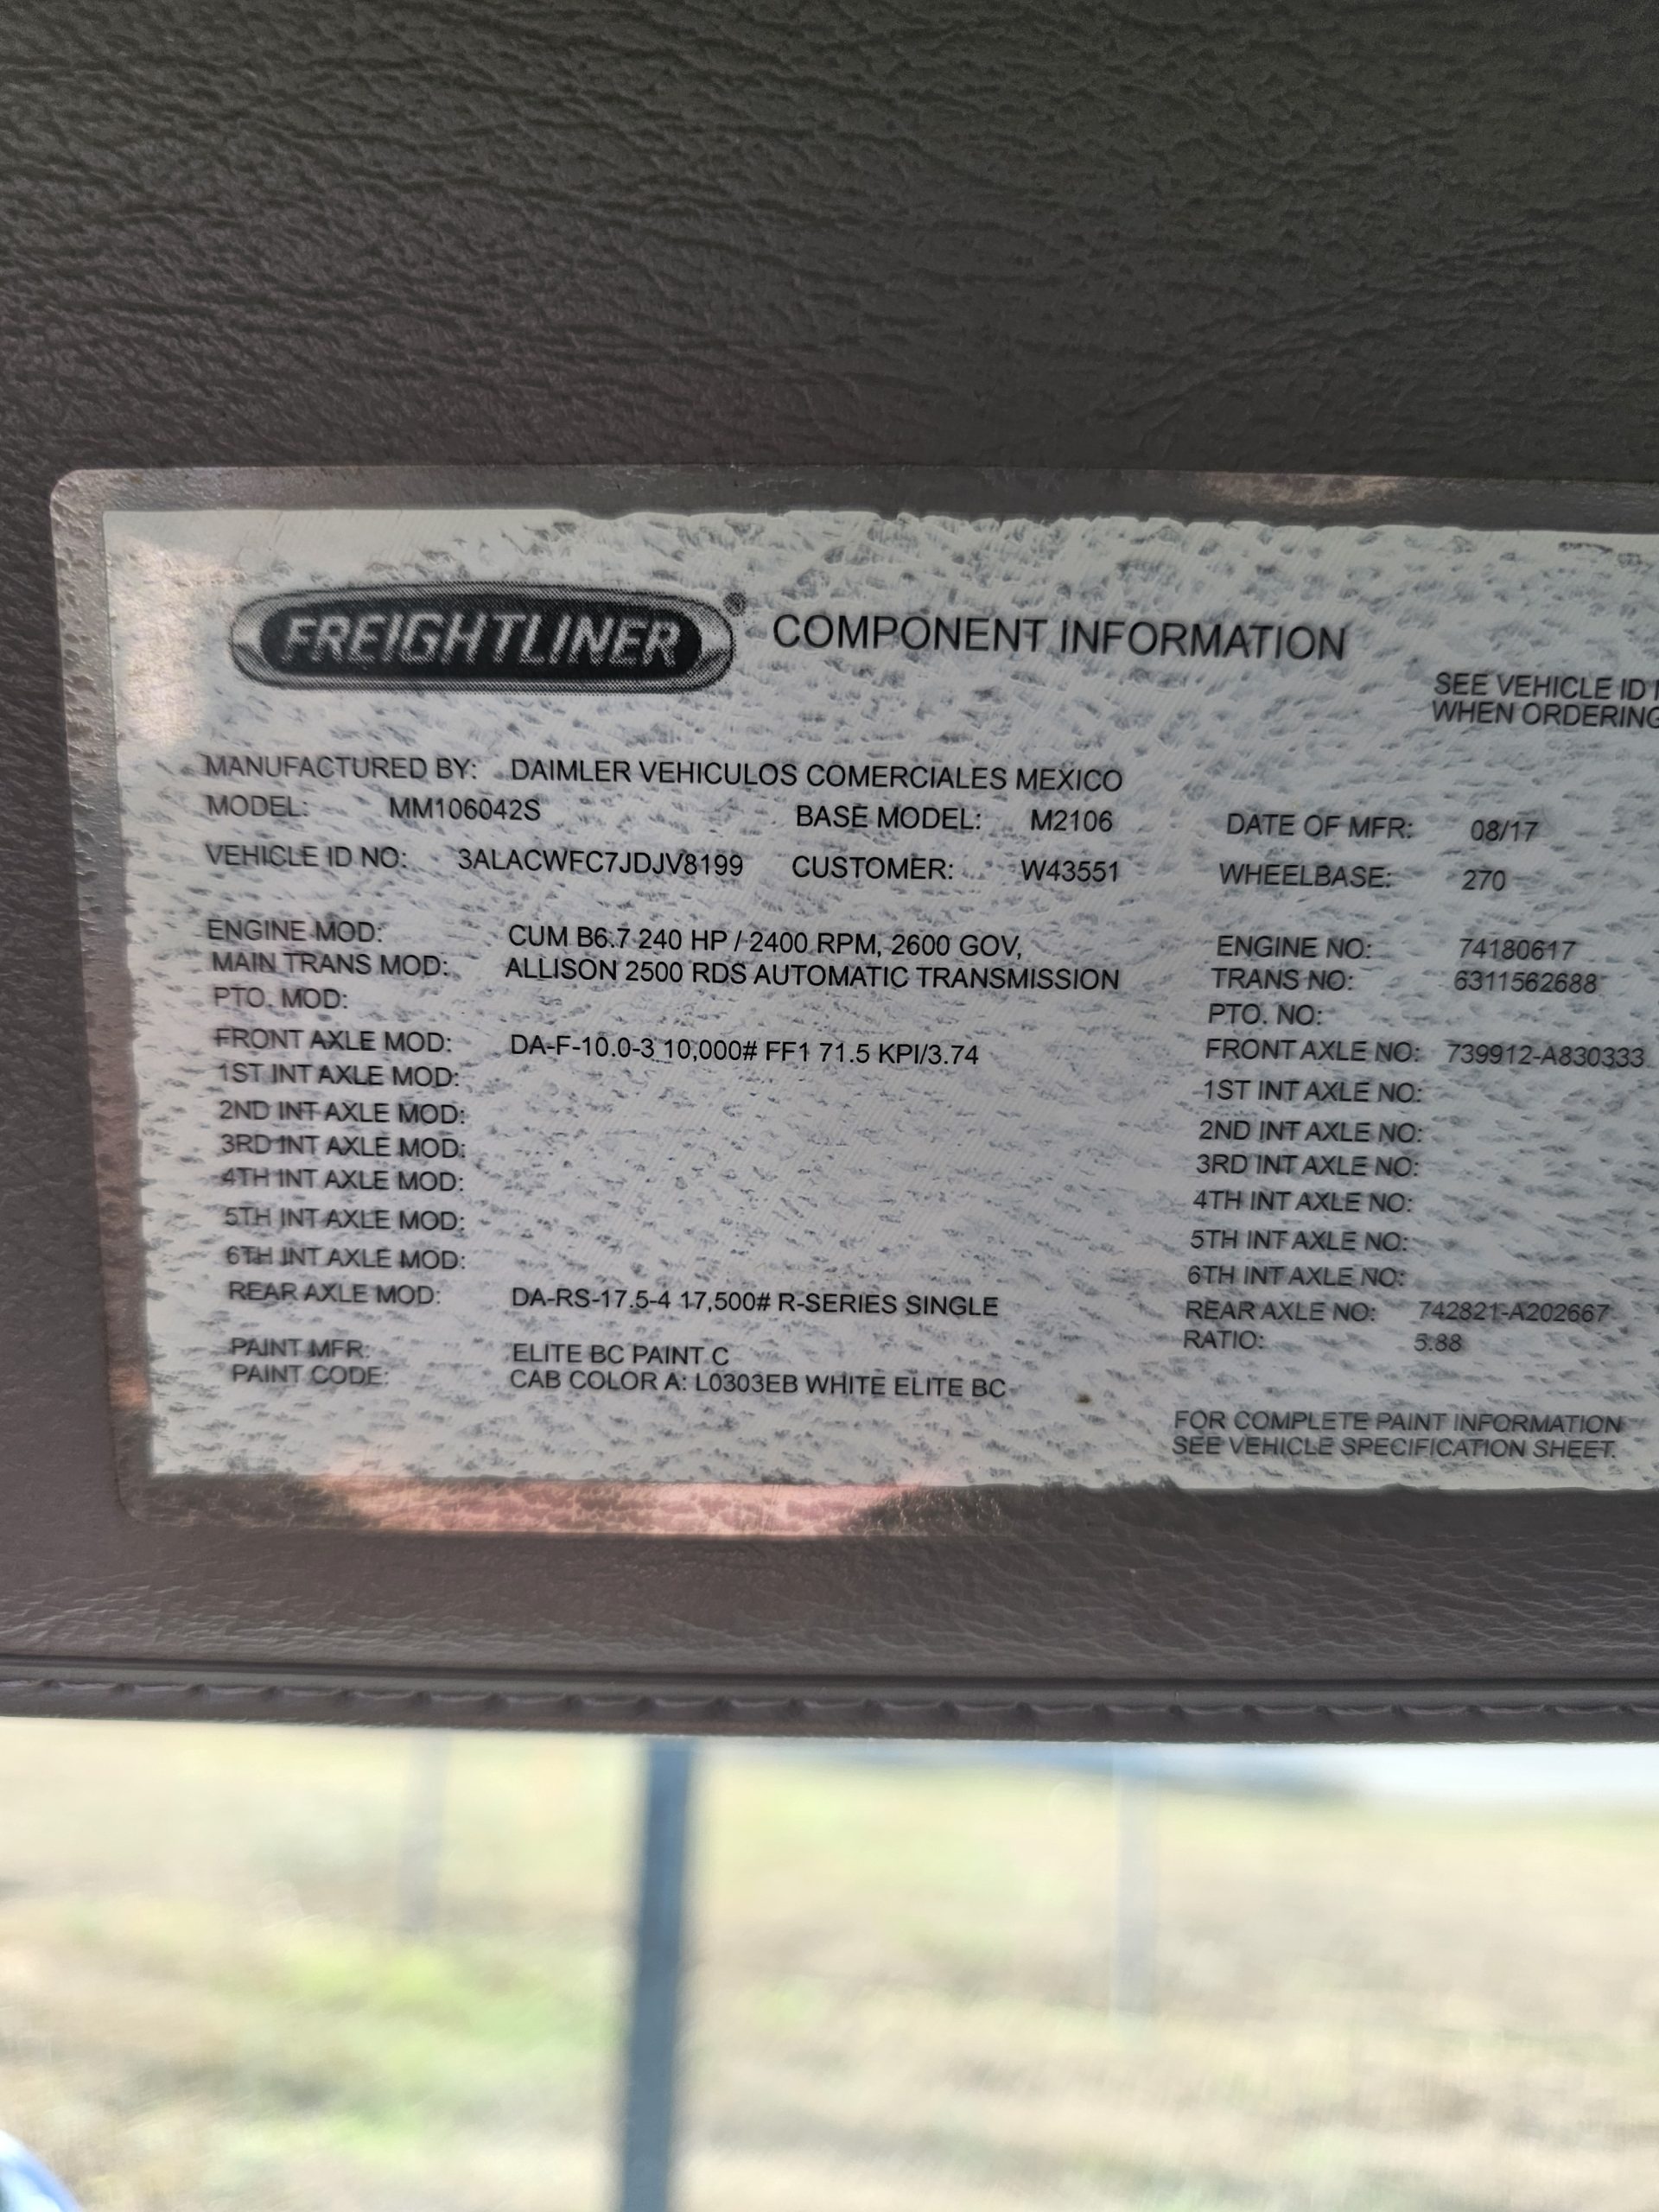 FREIGHTLINER® COMPONENT INFORMATION
SEE VEHICLE ID
WHEN ORDERING
MANUFACTURED BY: DAIMLER VEHICULOS COMERCIALES MEXICO
MODEL: MM106042S BASE MODEL: M2106 DATE OF MFR: 08/17
VEHICLE ID NO: 3ALACWFC7JDJV8199 CUSTOMER: W43551 WHEELBASE: 270
ENGINE MOD: CUM B6.7 240 HP / 2400 RPM, 2600 GOV, ENGINE NO: 74180617
MAIN TRANS MOD: ALLISON 2500 RDS AUTOMATIC TRANSMISSION TRANS NO: 6311562688
PTO. MOD: PTO. NO:
FRONT AXLE MOD: DA-F-10.0-3 10,000# FF1 71.5 KPI/3.74 FRONT AXLE NO: 739912-A830333
1ST INT AXLE MOD: 1ST INT AXLE NO:
2ND INT AXLE MOD: 2ND INT AXLE NO:
3RD INT AXLE MOD: 3RD INT AXLE NO:
4TH INT AXLE MOD: 4TH INT AXLE NO:
5TH INT AXLE MOD: 5TH INT AXLE NO:
6TH INT AXLE MOD: 6TH INT AXLE NO:
REAR AXLE MOD: DA-RS-17.5-4 17,500# R-SERIES SINGLE REAR AXLE NO: 742821-A202667
RATIO: 5.88
PAINT MFR: ELITE BC PAINT C
PAINT CODE: CAB COLOR A: L0303EB WHITE ELITE BC
FOR COMPLETE PAINT INFORMATION
SEE VEHICLE SPECIFICATION SHEET.